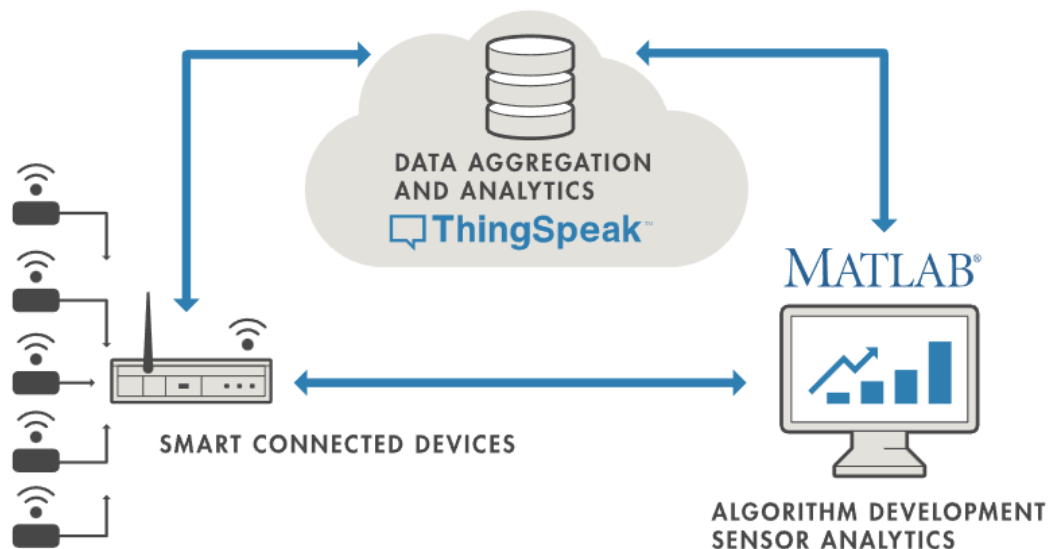 DATA AGGREGATION
AND ANALYTICS
ThingSpeak™
MATLAB®
SMART CONNECTED DEVICES
ALGORITHM DEVELOPMENT
SENSOR ANALYTICS